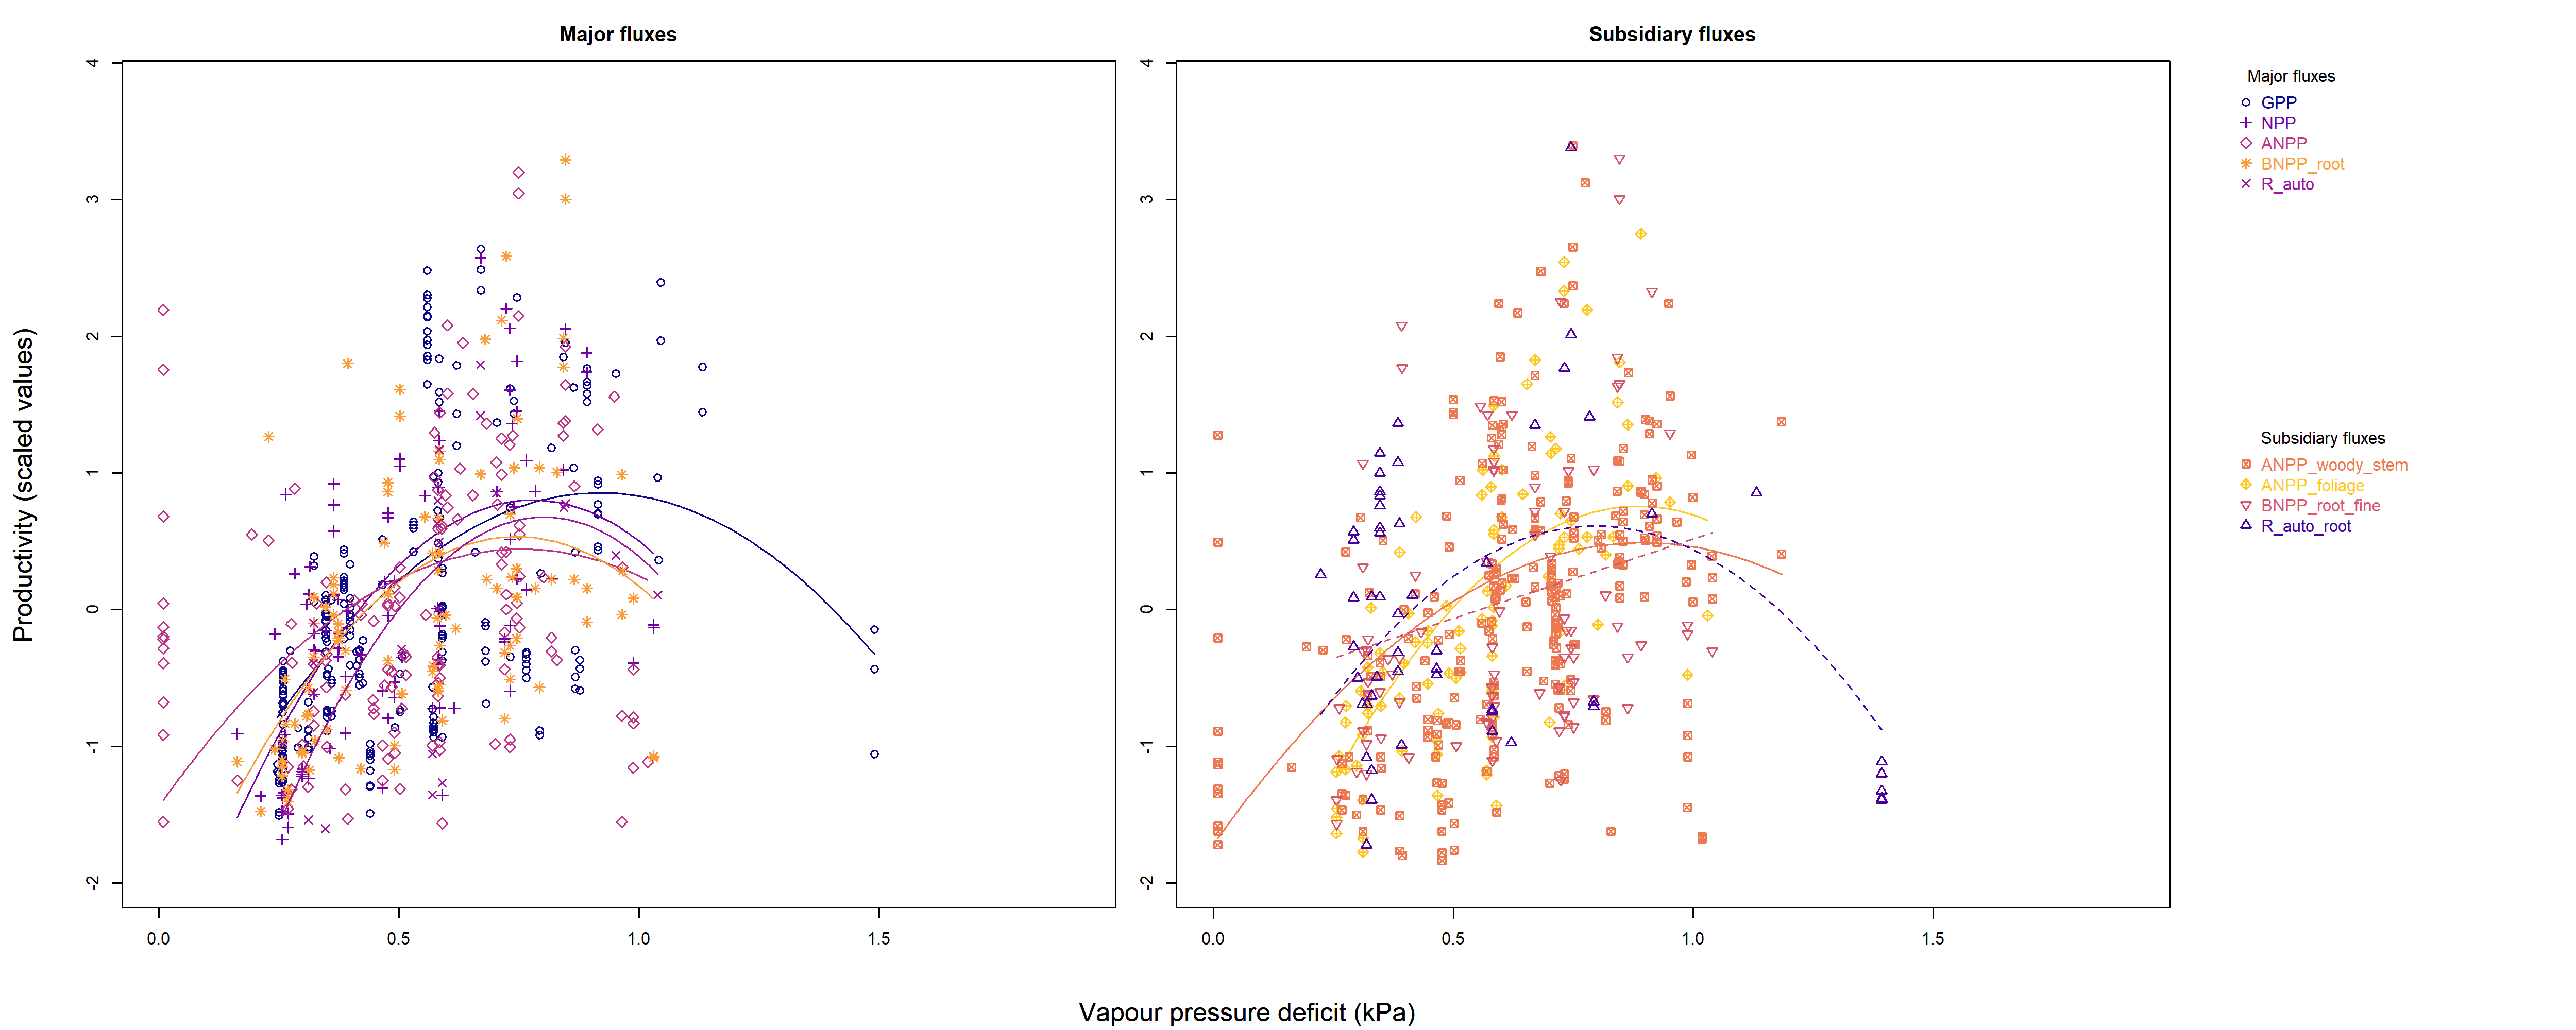 Major fluxes
Subsidiary fluxes
Productivity (scaled values)
4
3
2
1
0
-1
-2
0.0 0.5 1.0 1.5
4
3
2
1
0
-1
-2
0.0 0.5 1.0 1.5
Vapour pressure deficit (kPa)
Major fluxes
GPP
NPP
ANPP
BNPP_root
R_auto
Subsidiary fluxes
ANPP_woody_stem
ANPP_foliage
BNPP_root_fine
R_auto_root